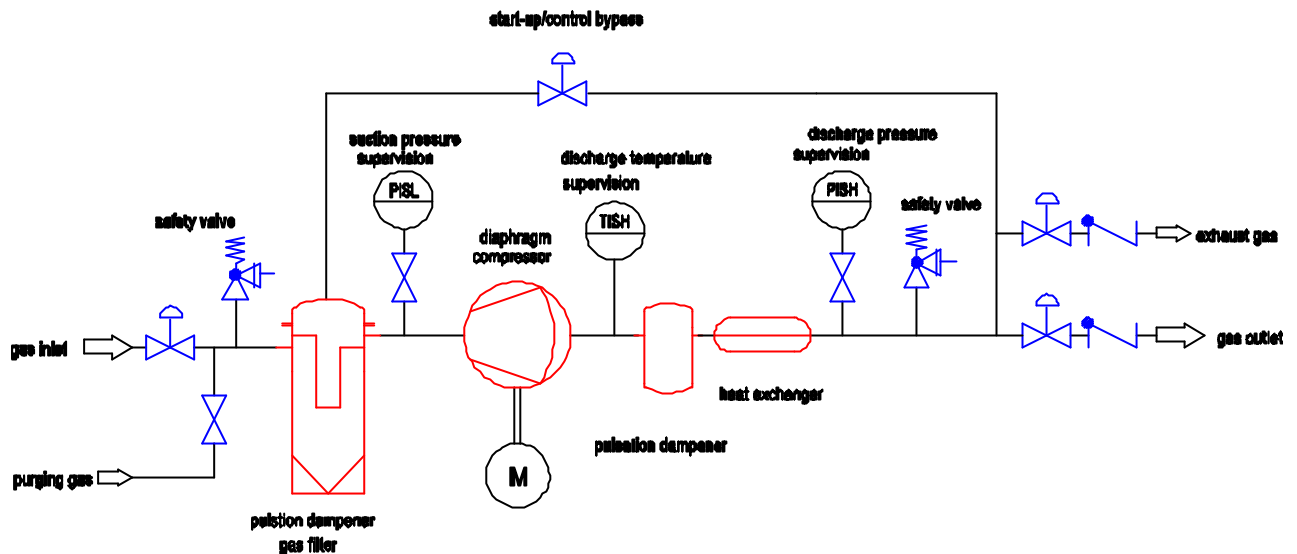 start-up/control bypass
suction pressure
supervision
discharge pressure
supervision
discharge temperature
supervision
PISL
PISH
TISH
safety valve
safety valve
diaphragm
compressor
exhaust gas
gas inlet
gas outlet
heat exchanger
pulsation dampener
purging gas
M
pulstion dampener
gas filter